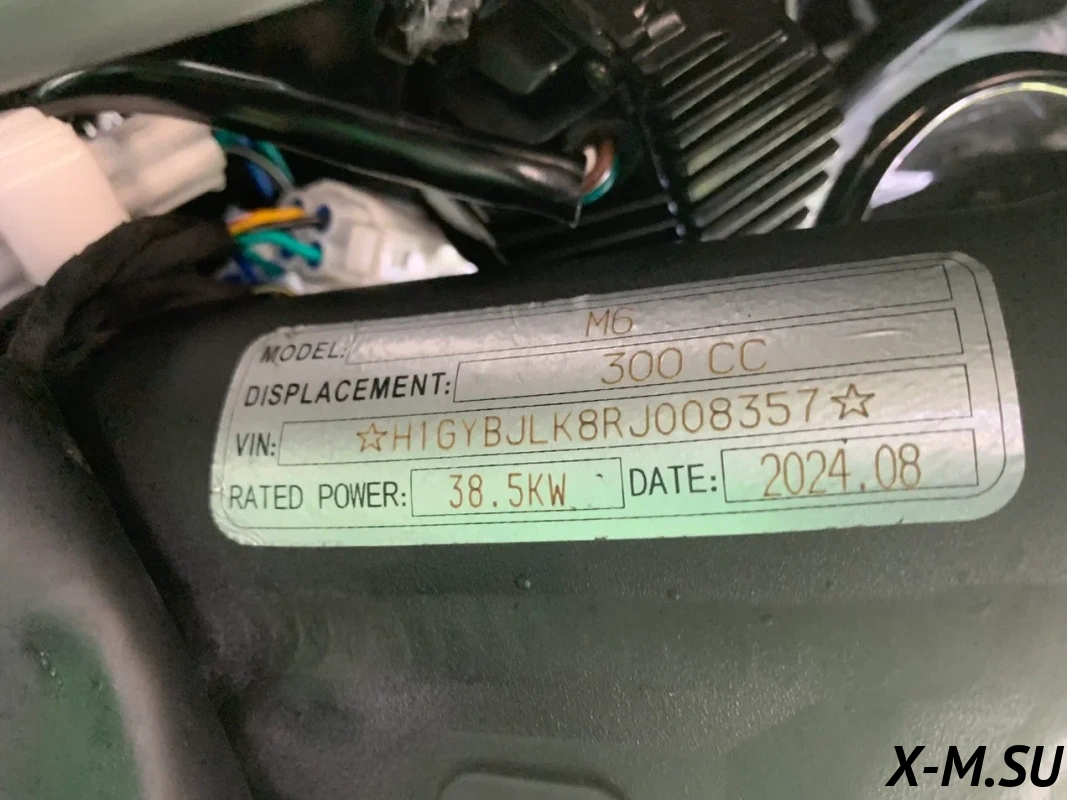 MODEL: M6
DISPLACEMENT: 300 CC
VIN: ☆H1GYBJLK8RJ008357☆
RATED POWER: 38.5KW DATE: 2024.08
X-M.SU